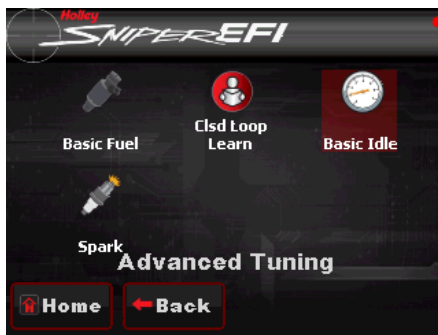 Holley
SNIPER EFI
Basic Fuel
Clsd Loop
Learn
Basic Idle
Spark
Advanced Tuning
Home
Back